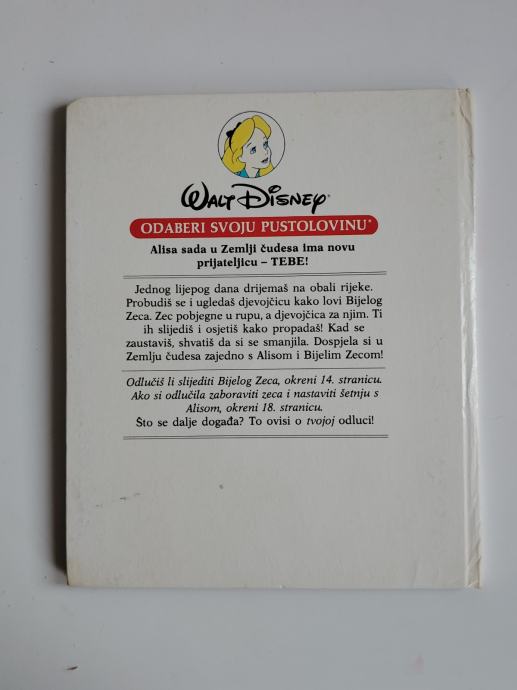 WALT DISNEY
ODABERI SVOJU PUSTOLOVINU®
Alisa sada u Zemlji čudesa ima novu
prijateljicu – TEBE!
Jednog lijepog dana drijemaš na obali rijeke.
Probudiš se i ugledaš djevojčicu kako lovi Bijelog
Zeca. Zec pobjegne u rupu, a djevojčica za njim. Ti
ih slijediš i osjetiš kako propadaš! Kad se
zaustaviš, shvatiš da si se smanjila. Dospjela si u
Zemlju čudesa zajedno s Alisom i Bijelim Zecom!
Odlučiš li slijediti Bijelog Zeca, okreni 14. stranicu.
Ako si odlučila zaboraviti zeca i nastaviti šetnju s
Alisom, okreni 18. stranicu.
Što se dalje događa? To ovisi o tvojoj odluci!